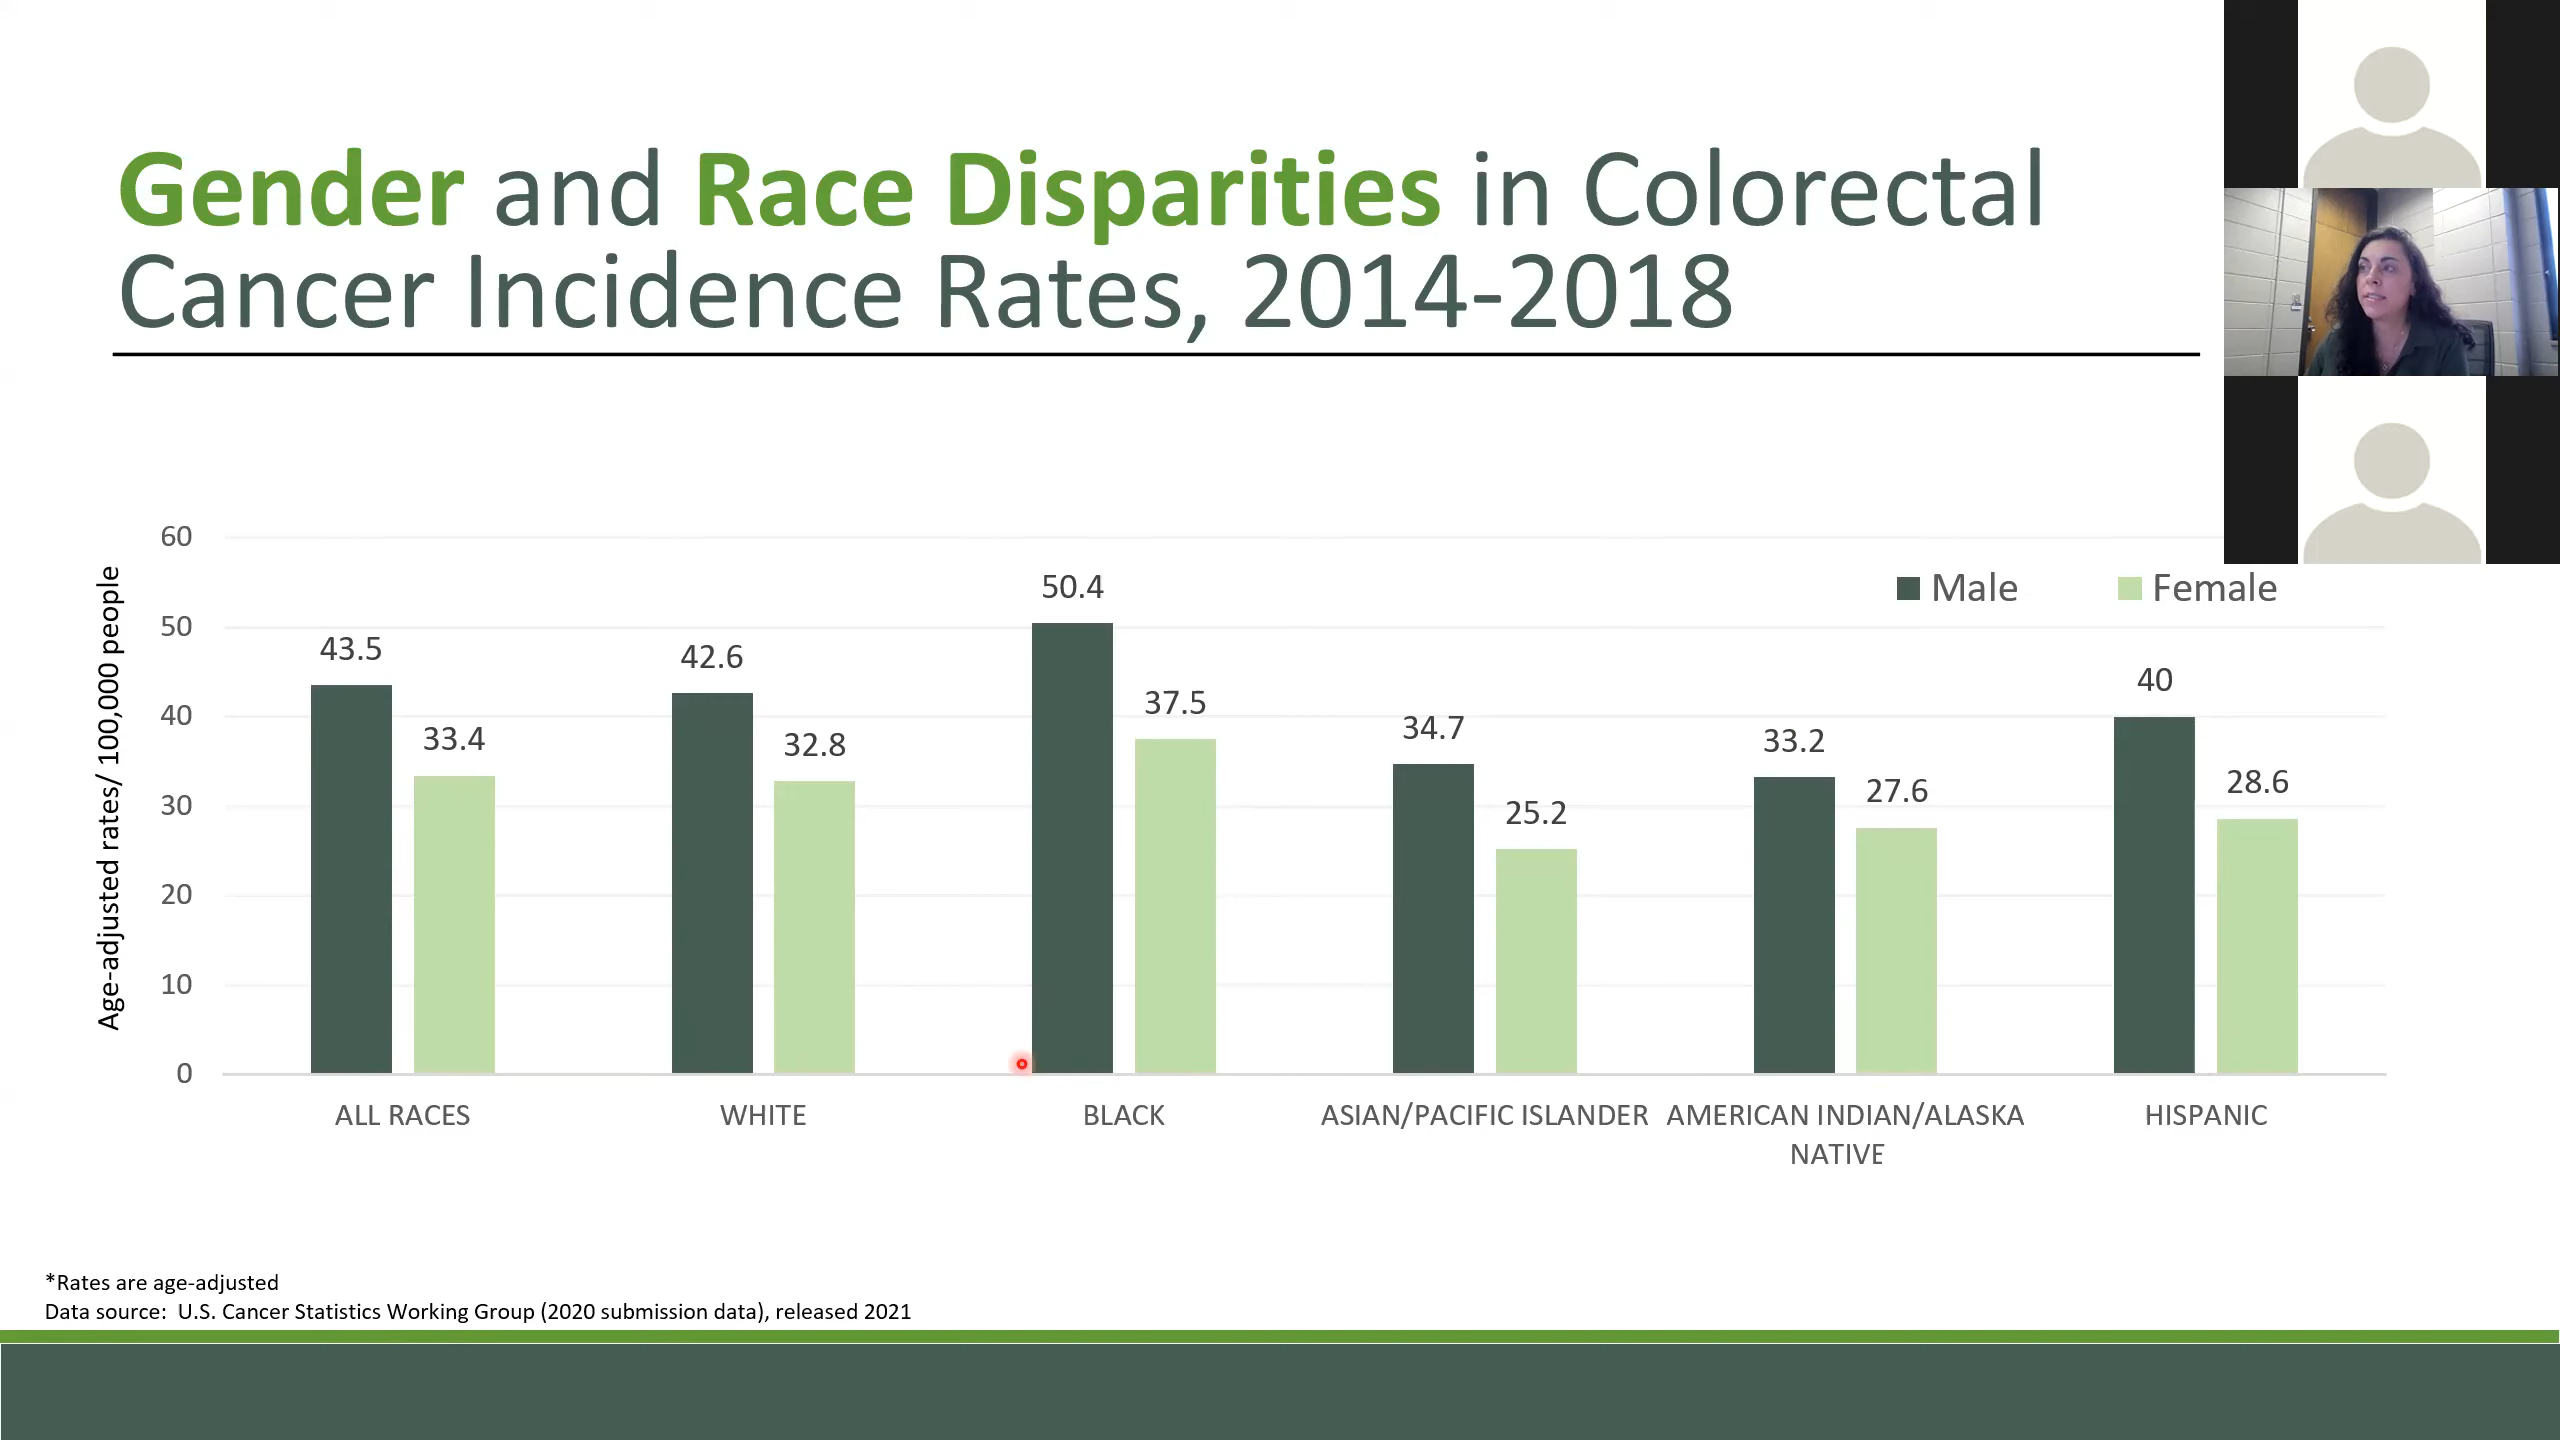 Gender and Race Disparities in Colorectal
Cancer Incidence Rates, 2014-2018
Age-adjusted rates/ 100,000 people
60
50
40
30
20
10
0
Male
Female
43.5
33.4
42.6
32.8
50.4
37.5
34.7
25.2
33.2
27.6
40
28.6
ALL RACES
WHITE
BLACK
ASIAN/PACIFIC ISLANDER
AMERICAN INDIAN/ALASKA
NATIVE
HISPANIC
*Rates are age-adjusted
Data source:  U.S. Cancer Statistics Working Group (2020 submission data), released 2021